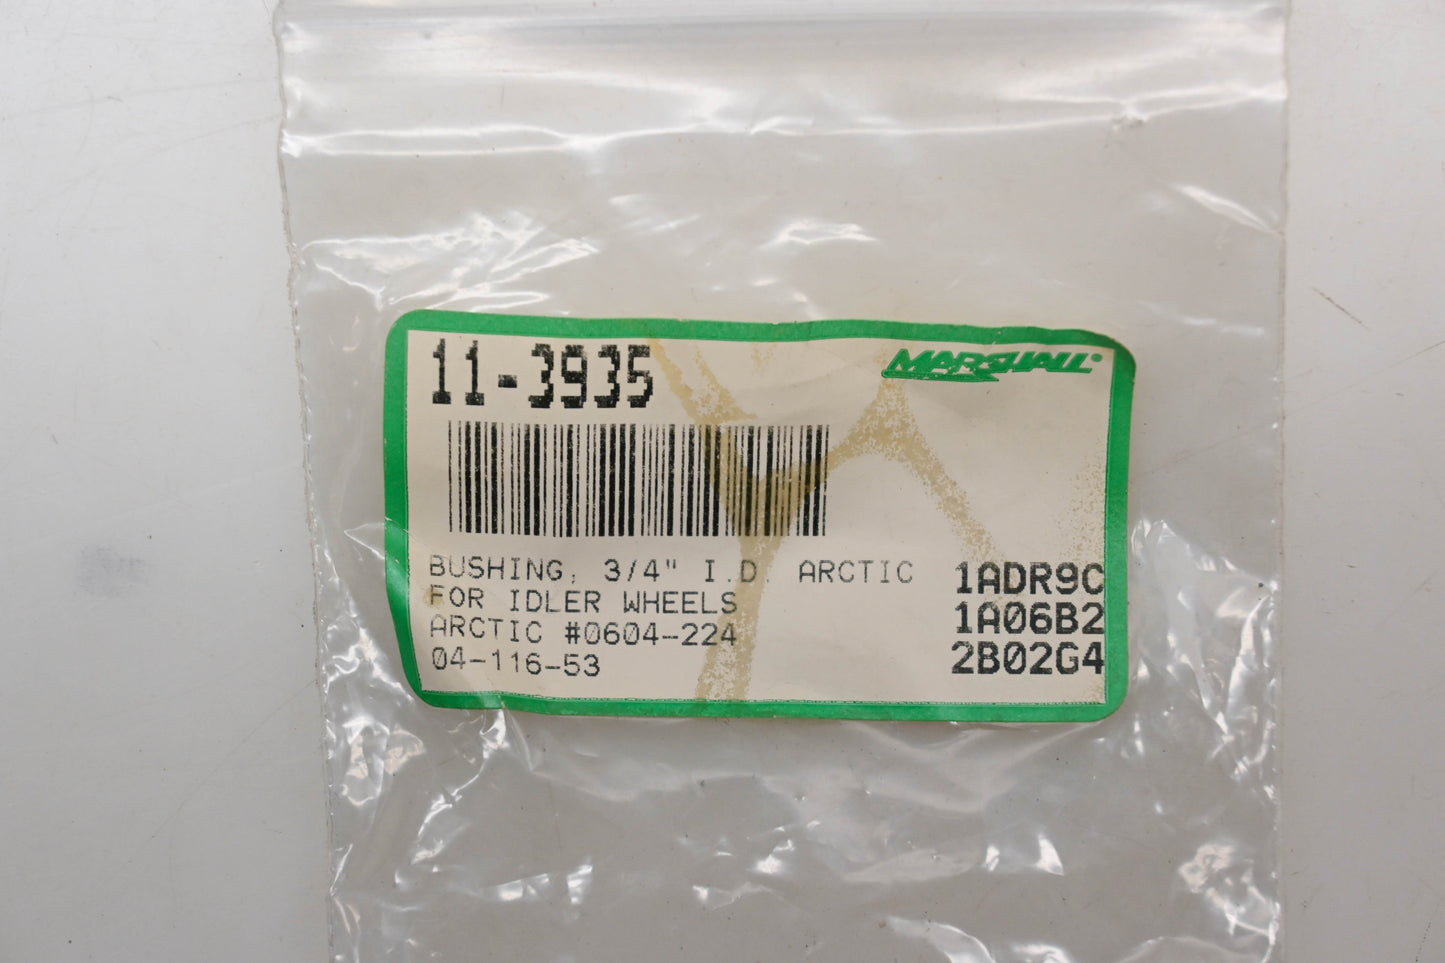 11-3935
MARSHALL®
BUSHING, 3/4" I.D. ARCTIC
FOR IDLER WHEELS
ARCTIC #0604-224
04-116-53
1ADR9C
1A06B2
2B02G4